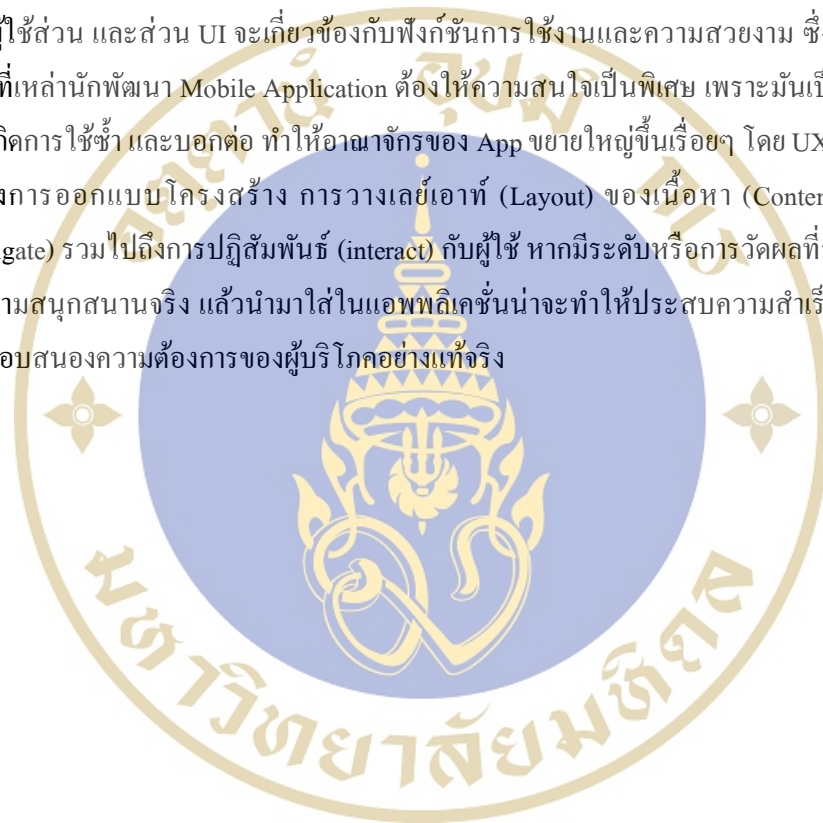 ผู้ใช้ส่วน และส่วน UI จะเกี่ยวข้องกับฟังก์ชันการใช้งานและความสวยงาม
ที่เหล่านักพัฒนา Mobile Application ต้องให้ความสนใจเป็นพิเศษ เพราะมันเป็
กิดการใช้ซ้ำ และบอกต่อ ทำให้อาณาจักรของ App ขยายใหญ่ขึ้นเรื่อยๆ โดย UX
งการออกแบบโครงสร้าง การวางเลย์เอาท์ (Layout) ของเนื้อหา (Conten
gate) รวมไปถึงการปฏิสัมพันธ์ (interact) กับผู้ใช้ หากมีระดับหรือการวัดผลที่
ามสนุกสนานจริง แล้วนำมาใส่ในแอพพลิเคชั่นน่าจะทำให้ประสบความสำเร็
อบสนองความต้องการของผู้บริโภคอย่างแท้จริง
อตฺตานํ อุปมํ กเร
มหาวิทยาลัยมหิดล